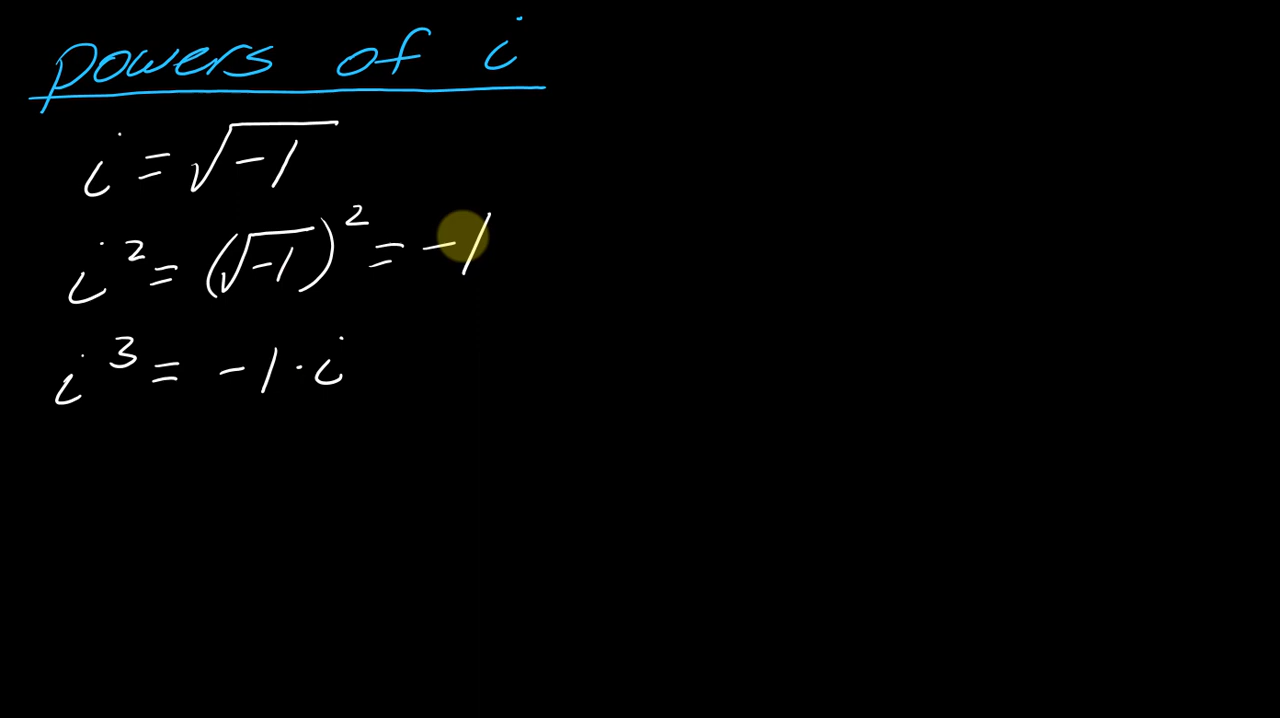 powers of i
i = √-1
i² = (√-1)² = -1
i³ = -1 · i